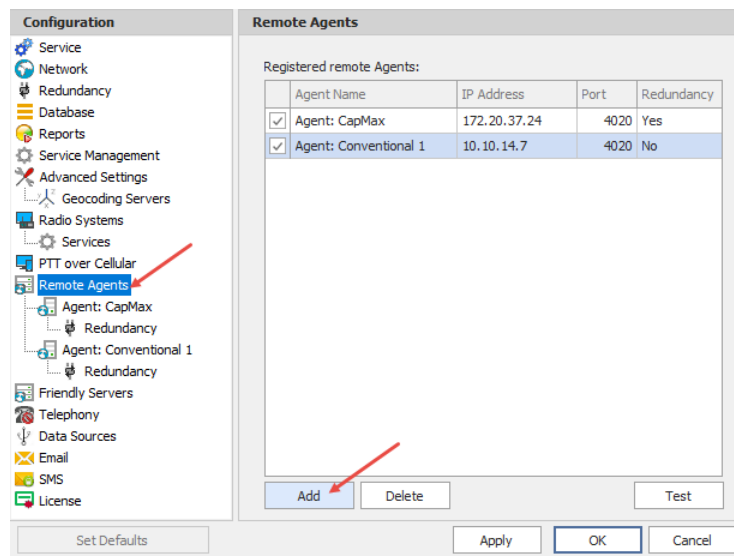 Configuration
Service
Network
Redundancy
Database
Reports
Service Management
Advanced Settings
Geocoding Servers
Radio Systems
Services
PTT over Cellular
Remote Agents
Agent: CapMax
Redundancy
Agent: Conventional 1
Redundancy
Friendly Servers
Telephony
Data Sources
Email
SMS
License
Set Defaults
Remote Agents
Registered remote Agents:
Agent Name IP Address Port Redundancy
Agent: CapMax 172.20.37.24 4020 Yes
Agent: Conventional 1 10.10.14.7 4020 No
Add Delete Test
Apply OK Cancel